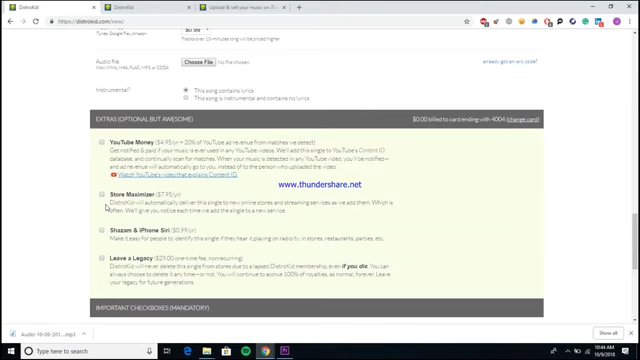 DistroKid
DistroKid
Upload & sell your music on iTu
https://distrokid.com/new/
iTunes, Google Play, Amazon
$0.99
Tracks over 10 minutes long will be priced higher.
Audio file
WAV, WMA, M4A, FLAC, MP3, or CDDA
Choose File
No file chosen
already got an isrc code?
Instrumental?
This song contains lyrics
This song is instrumental and contains no lyrics
EXTRAS (OPTIONAL BUT AWESOME)
$0.00 billed to card ending with 4004 (change card)
YouTube Money ($4.95/yr + 20% of YouTube ad revenue from matches we detect)
Get notified & paid if your music is ever used in any YouTube videos. We'll add this single to YouTube's Content ID
database, and continually scan for matches. When your music is detected in any YouTube video, you'll be notified—
and ad revenue will automatically go to you, instead of to the person who uploaded the video.
Watch YouTube's video that explains Content ID.
www.thundershare.net
Store Maximizer ($7.95/yr)
DistroKid will automatically deliver this single to new online stores and streaming services as we add them. Which is
often. We'll give you notice each time we add the single to a new service.
Shazam & iPhone Siri ($0.99/yr)
Make it easy for people to identify this single if they hear it playing on radio/tv, in stores, restaurants, parties, etc.
Leave a Legacy ($29.00 one-time fee, nonrecurring)
DistroKid will never delete this single from stores due to a lapsed DistroKid membership, even if you die. You can
always choose to delete it any time—or not. You will continue to accrue 100% of royalties, as normal, forever. Leave
your legacy for future generations.
IMPORTANT CHECKBOXES (MANDATORY)
Audio-10-09-201....mp3
Show all
Type here to search
10:44 AM
10/9/2018